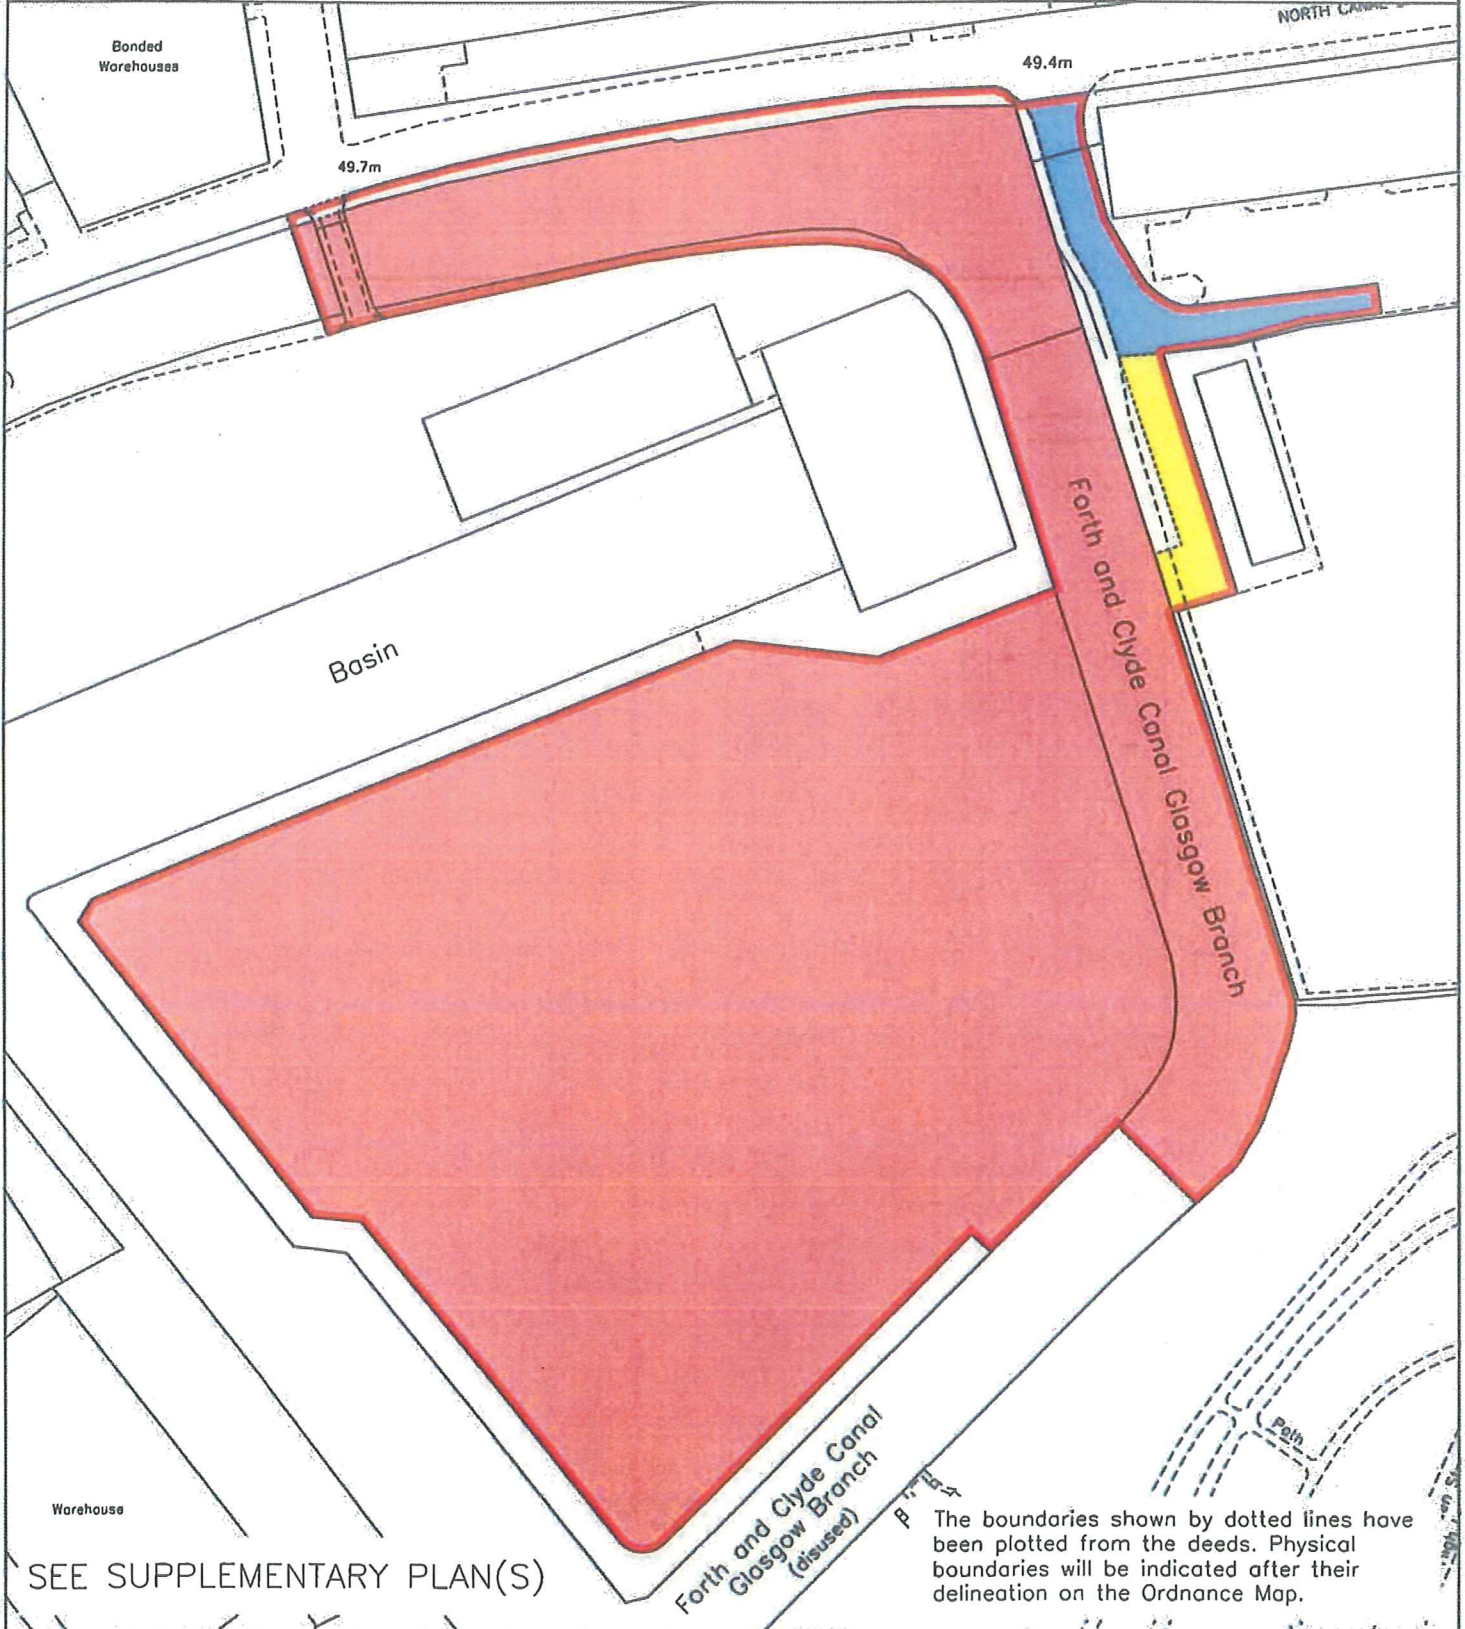 NORTH CANAL
Bonded
Warehouses
49.4m
49.7m
Forth and Clyde Canal Glasgow Branch
Basin
Path
Warehouse
Forth and Clyde Canal
Glasgow Branch
(disused)
SEE SUPPLEMENTARY PLAN(S)
The boundaries shown by dotted lines have
been plotted from the deeds. Physical
boundaries will be indicated after their
delineation on the Ordnance Map.